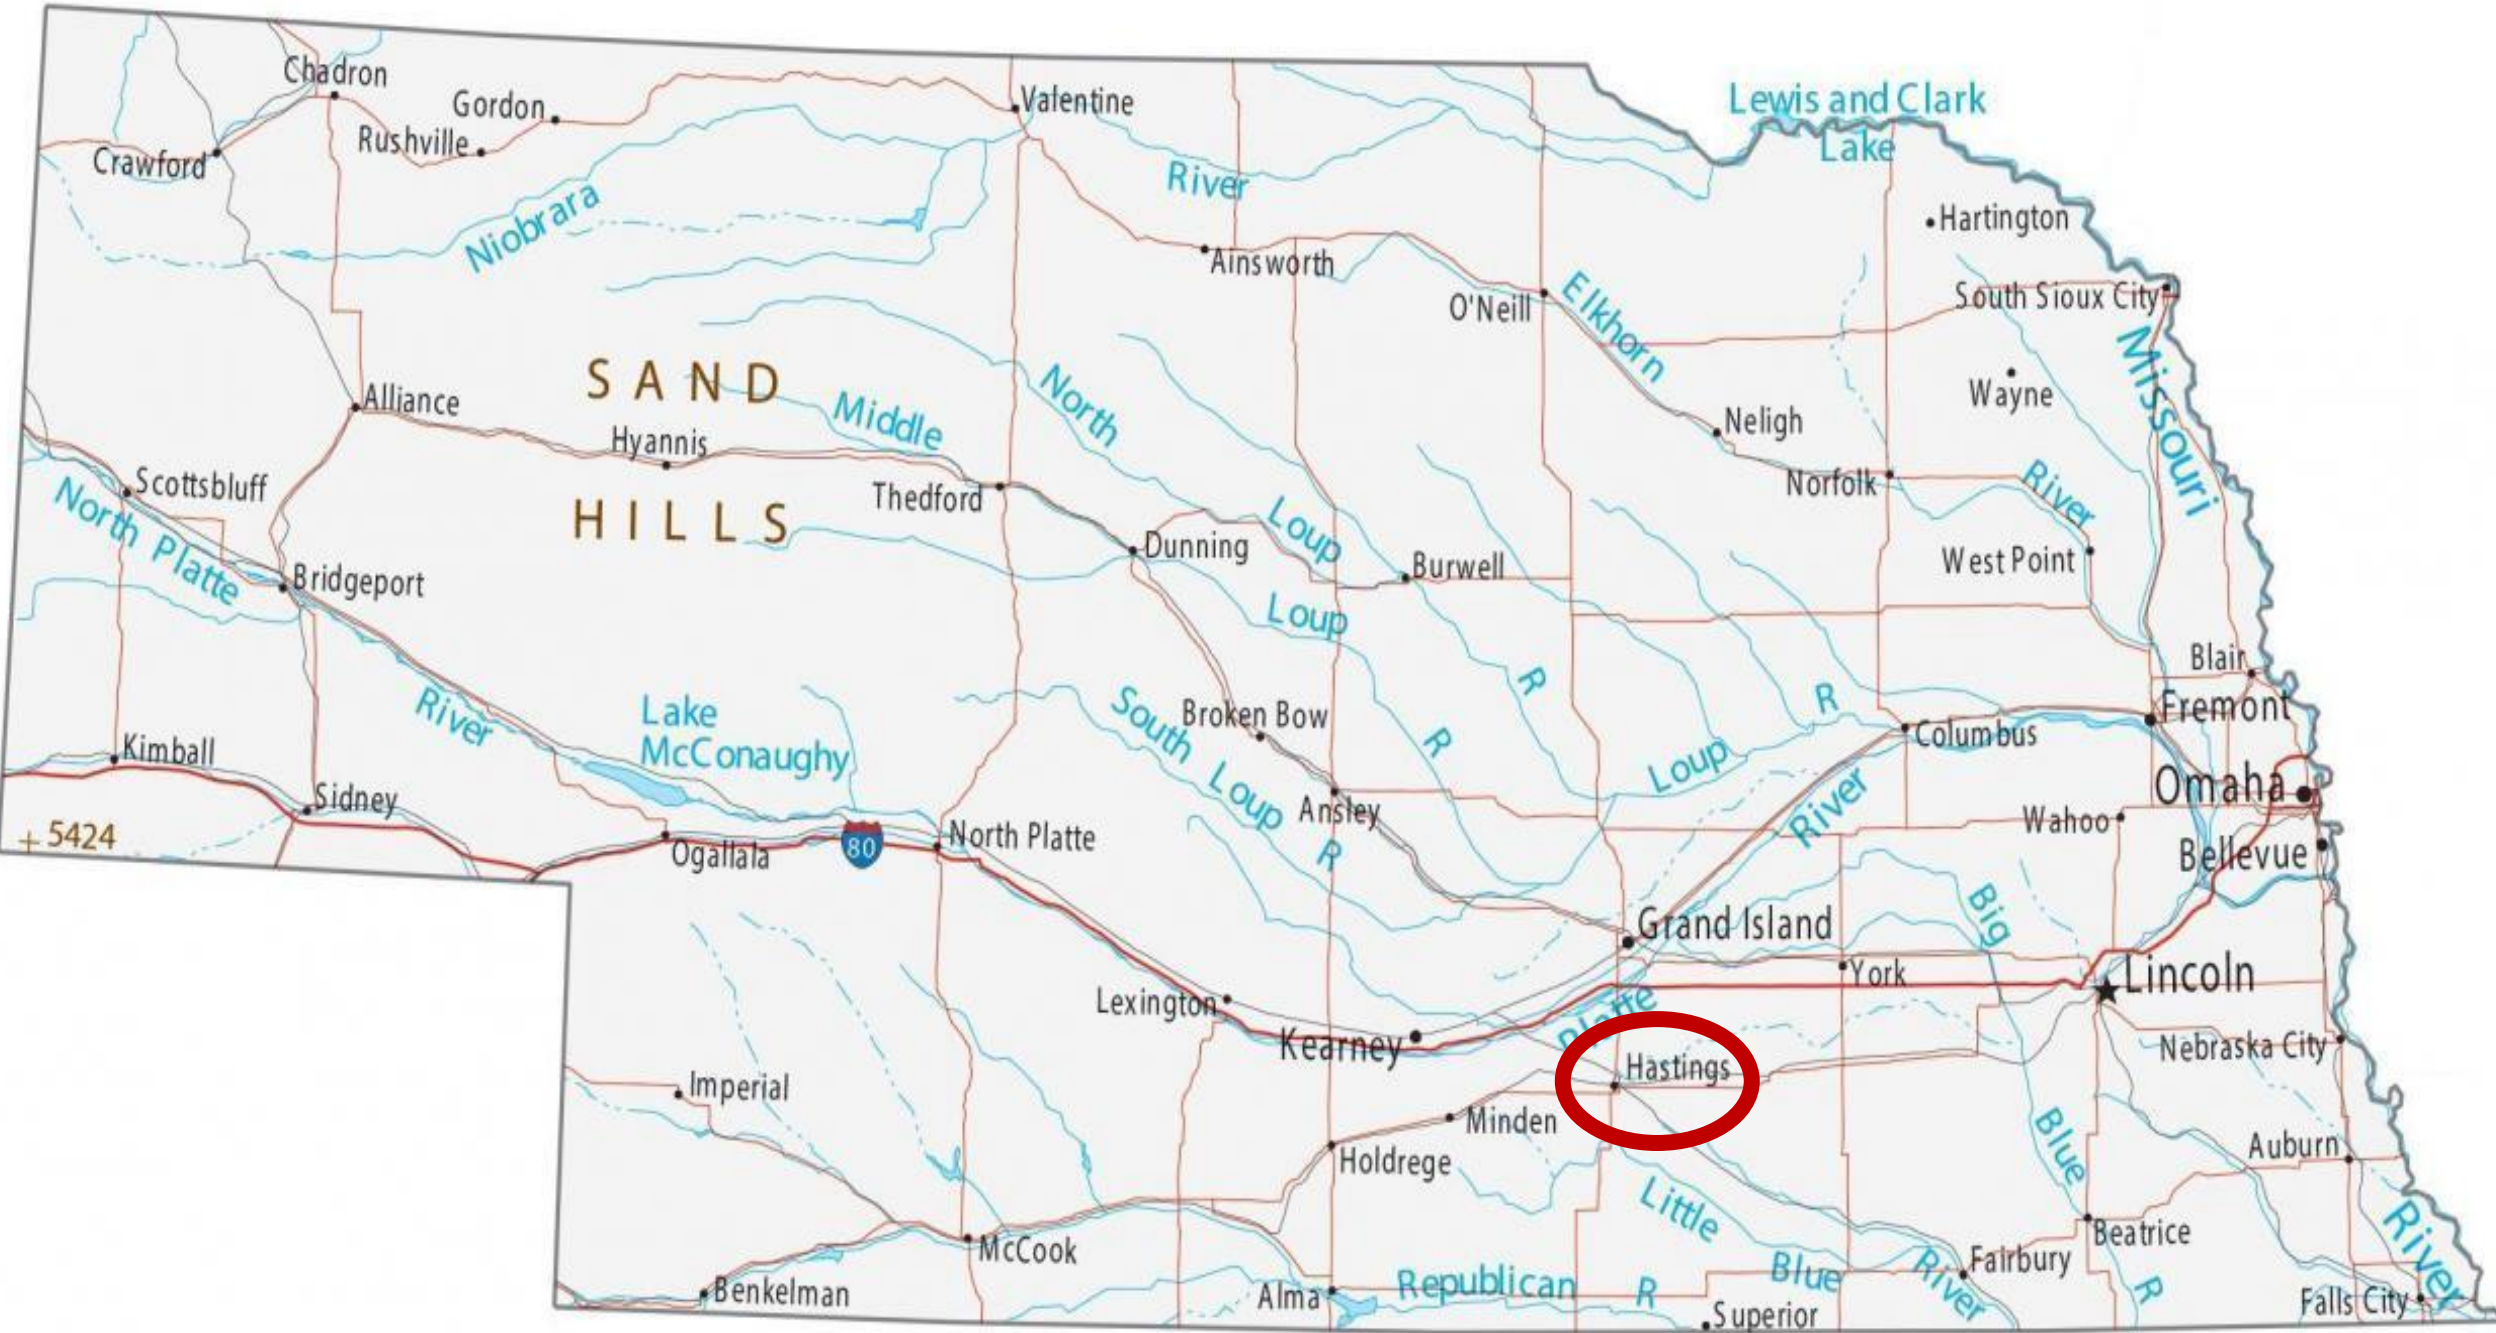 Chadron
Gordon
Rushville
Crawford
Valentine
Niobrara
River
Lewis and Clark
Lake
Hartington
Ainsworth
O'Neill
Elkhorn
South Sioux City
Missouri
Wayne
Alliance
SAND
Hyannis
Middle
North
Neligh
Norfolk
River
Scottsbluff
HILLS
Thedford
North Platte
Bridgeport
Dunning
Loup
Burwell
West Point
Loup
R
Blair
River
Lake
McConaughy
South Loup
Broken Bow
R
R
Fremont
Kimball
Columbus
Loup
Sidney
Ansley
River
Omaha
+ 5424
Ogallala
80
North Platte
R
Wahoo
Bellevue
Grand Island
Big
York
Lincoln
Lexington
Platte
Kearney
Hastings
Nebraska City
Imperial
Minden
Holdrege
Blue
Auburn
Little
McCook
Beatrice
River
Benkelman
Alma
Republican
R
Blue
River
Fairbury
R
Superior
Falls City